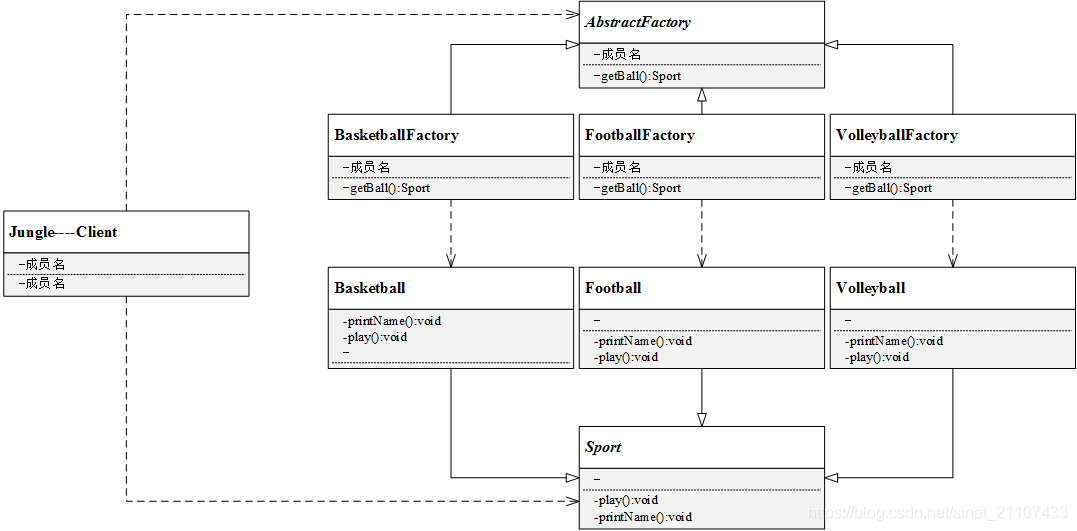 AbstractFactory
-成员名
-getBall():Sport
BasketballFactory
-成员名
-getBall():Sport
FootballFactory
-成员名
-getBall():Sport
VolleyballFactory
-成员名
-getBall():Sport
Jungle----Client
-成员名
-成员名
Basketball
-printName():void
-play():void
-
Football
-
-printName():void
-play():void
Volleyball
-
-printName():void
-play():void
Sport
-
-play():void
-printName():void
https://blog.csdn.net/sinat_21107433